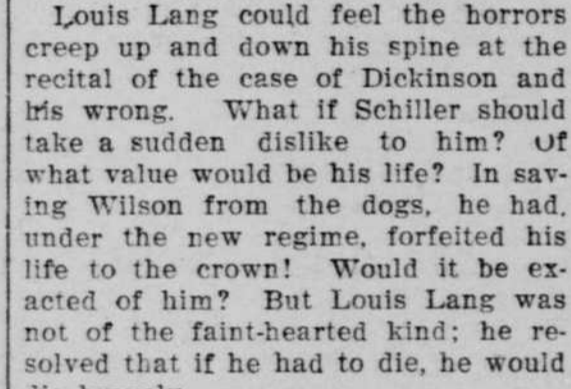 Louis Lang could feel the horrors
creep up and down his spine at the
recital of the case of Dickinson and
his wrong. What if Schiller should
take a sudden dislike to him? Of
what value would be his life? In sav-
ing Wilson from the dogs, he had,
under the new regime, forfeited his
life to the crown! Would it be ex-
acted of him? But Louis Lang was
not of the faint-hearted kind; he re-
solved that if he had to die, he would